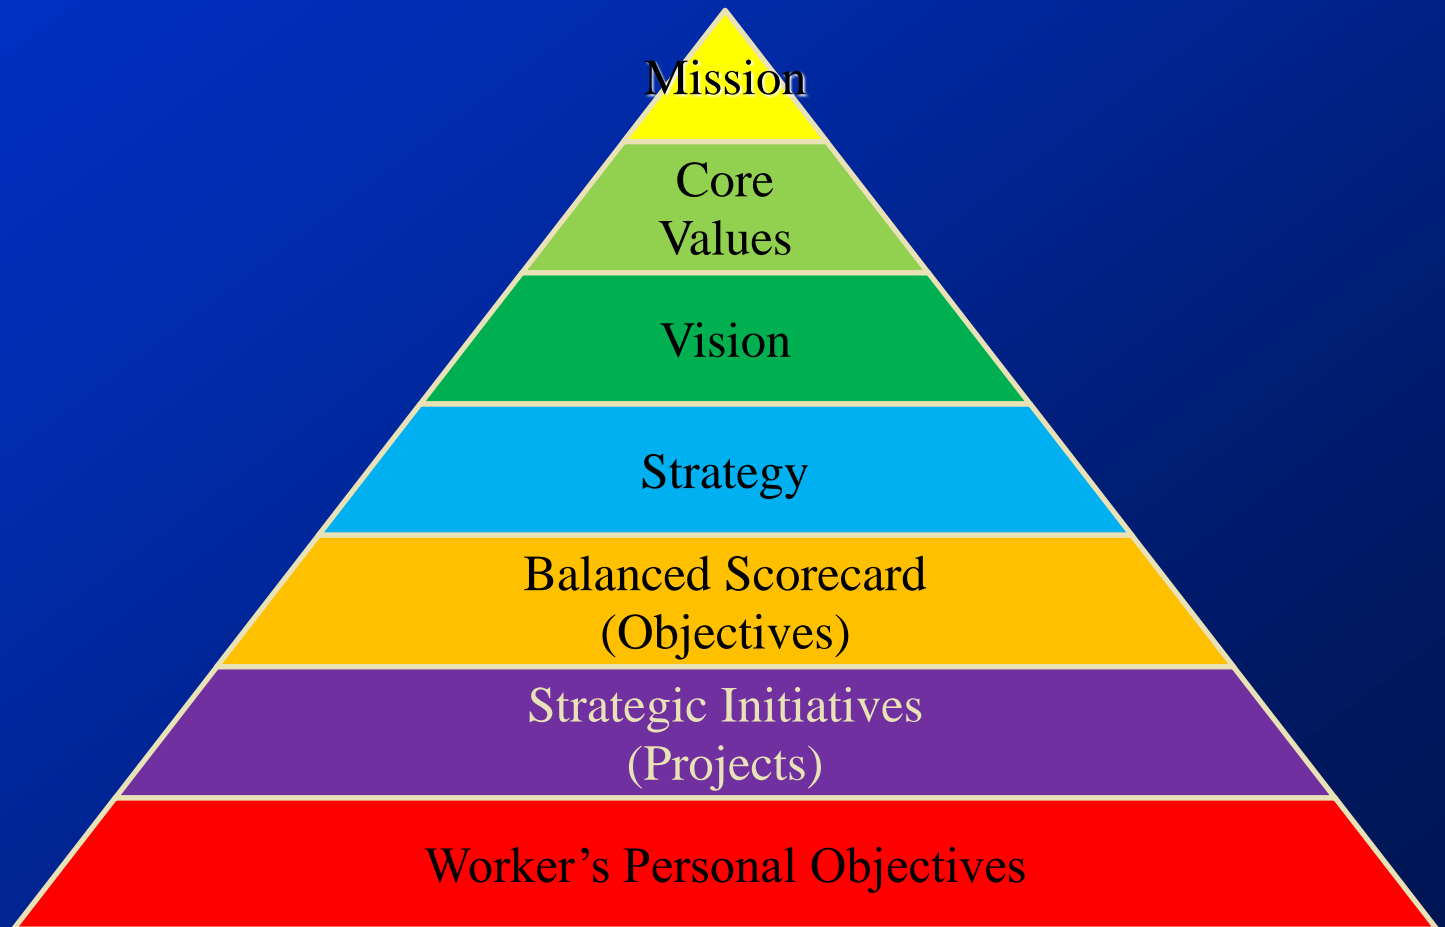 Mission
Core
Values
Vision
Strategy
Balanced Scorecard
(Objectives)
Strategic Initiatives
(Projects)
Worker’s Personal Objectives